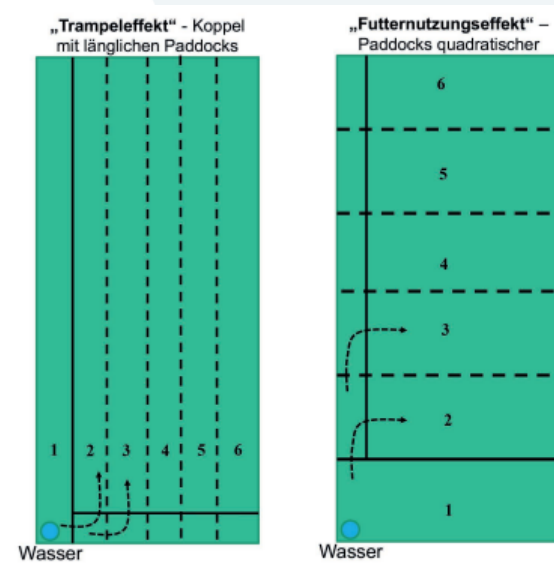 „Trampeleffekt“ - Koppel
mit länglichen Paddocks
1 2 3 4 5 6
Wasser
„Futternutzungseffekt“ –
Paddocks quadratischer
6
5
4
3
2
1
Wasser